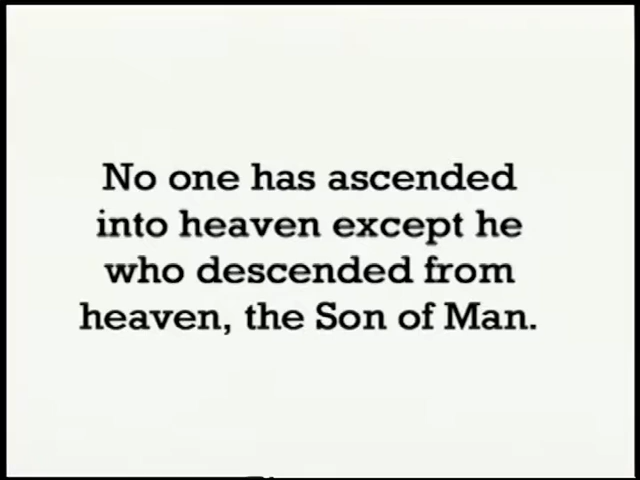 No one has ascended
into heaven except he
who descended from
heaven, the Son of Man.